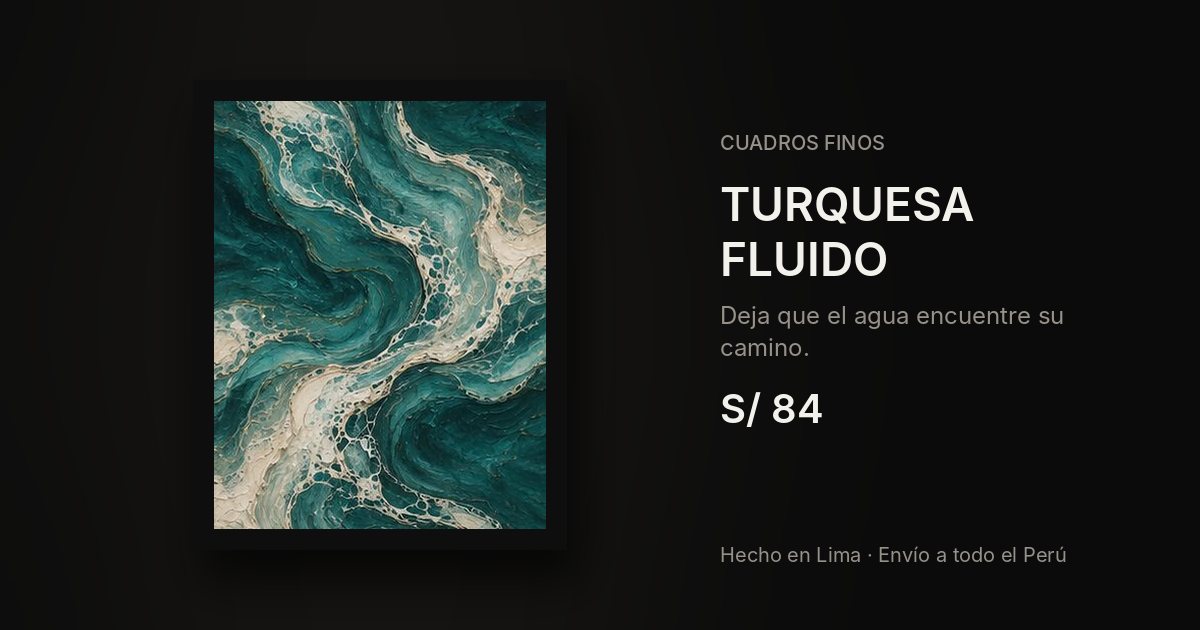 CUADROS FINOS
TURQUESA
FLUIDO
Deja que el agua encuentre su
camino.
S/ 84
Hecho en Lima · Envío a todo el Perú